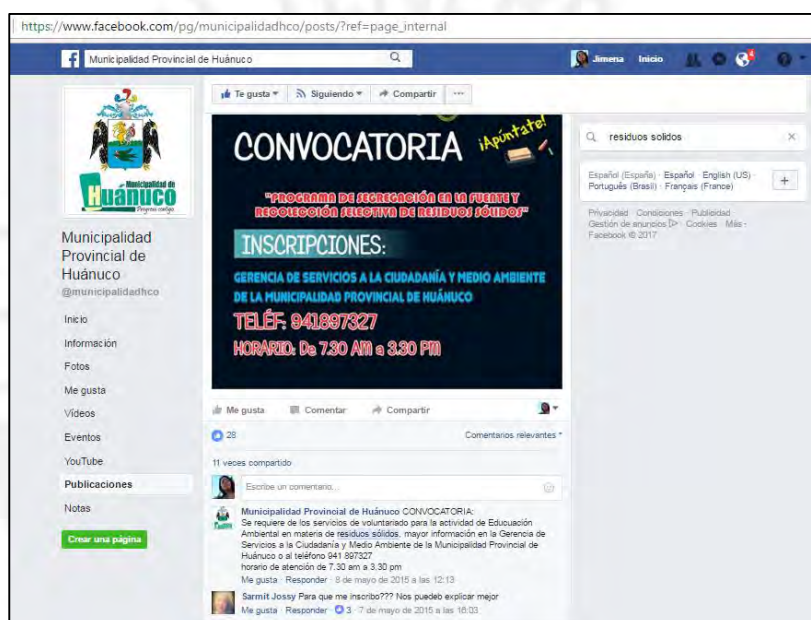 https://www.facebook.com/pg/municipalidadhco/posts/?ref=page_internal
Municipalidad Provincial de Huánuco
Jimena Inicio
Te gusta Siguiendo Compartir ...
Municipalidad de
Huánuco
Municipalidad
Provincial de
Huánuco
@municipalidadhco
Inicio
Información
Fotos
Me gusta
Vídeos
Eventos
YouTube
Publicaciones
Notas
Crear una página
CONVOCATORIA
¡Apúntate!
"PROGRAMA DE SEGREGACIÓN EN LA FUENTE Y
RECOLECCIÓN SELECTIVA DE RESIDUOS SÓLIDOS"
INSCRIPCIONES:
GERENCIA DE SERVICIOS A LA CIUDADANÍA Y MEDIO AMBIENTE
DE LA MUNICIPALIDAD PROVINCIAL DE HUÁNUCO
TELÉF: 941897327
HORARIO: De 7.30 AM a 3.30 PM
Me gusta Comentar Compartir
28
Comentarios relevantes
11 veces compartido
Escribe un comentario...
Municipalidad Provincial de Huánuco CONVOCATORIA:
Se requiere de los servicios de voluntariado para la actividad de Educuación
Ambiental en materia de residuos sólidos, mayor información en la Gerencia de
Servicios a la Ciudadanía y Medio Ambiente de la Municipalidad Provincial de
Huánuco o al teléfono 941 897327
horario de atención de 7.30 am a 3.30 pm
Me gusta · Responder · 8 de mayo de 2015 a las 12:13
Sarmit Jossy Para que me inscribo??? Nos puedeb explicar mejor
Me gusta · Responder · 3 · 7 de mayo de 2015 a las 16:03
residuos solidos
Español (España) · Español · English (US) ·
Português (Brasil) · Français (France)
Privacidad · Condiciones · Publicidad
Gestión de anuncios · Cookies · Más
Facebook © 2017